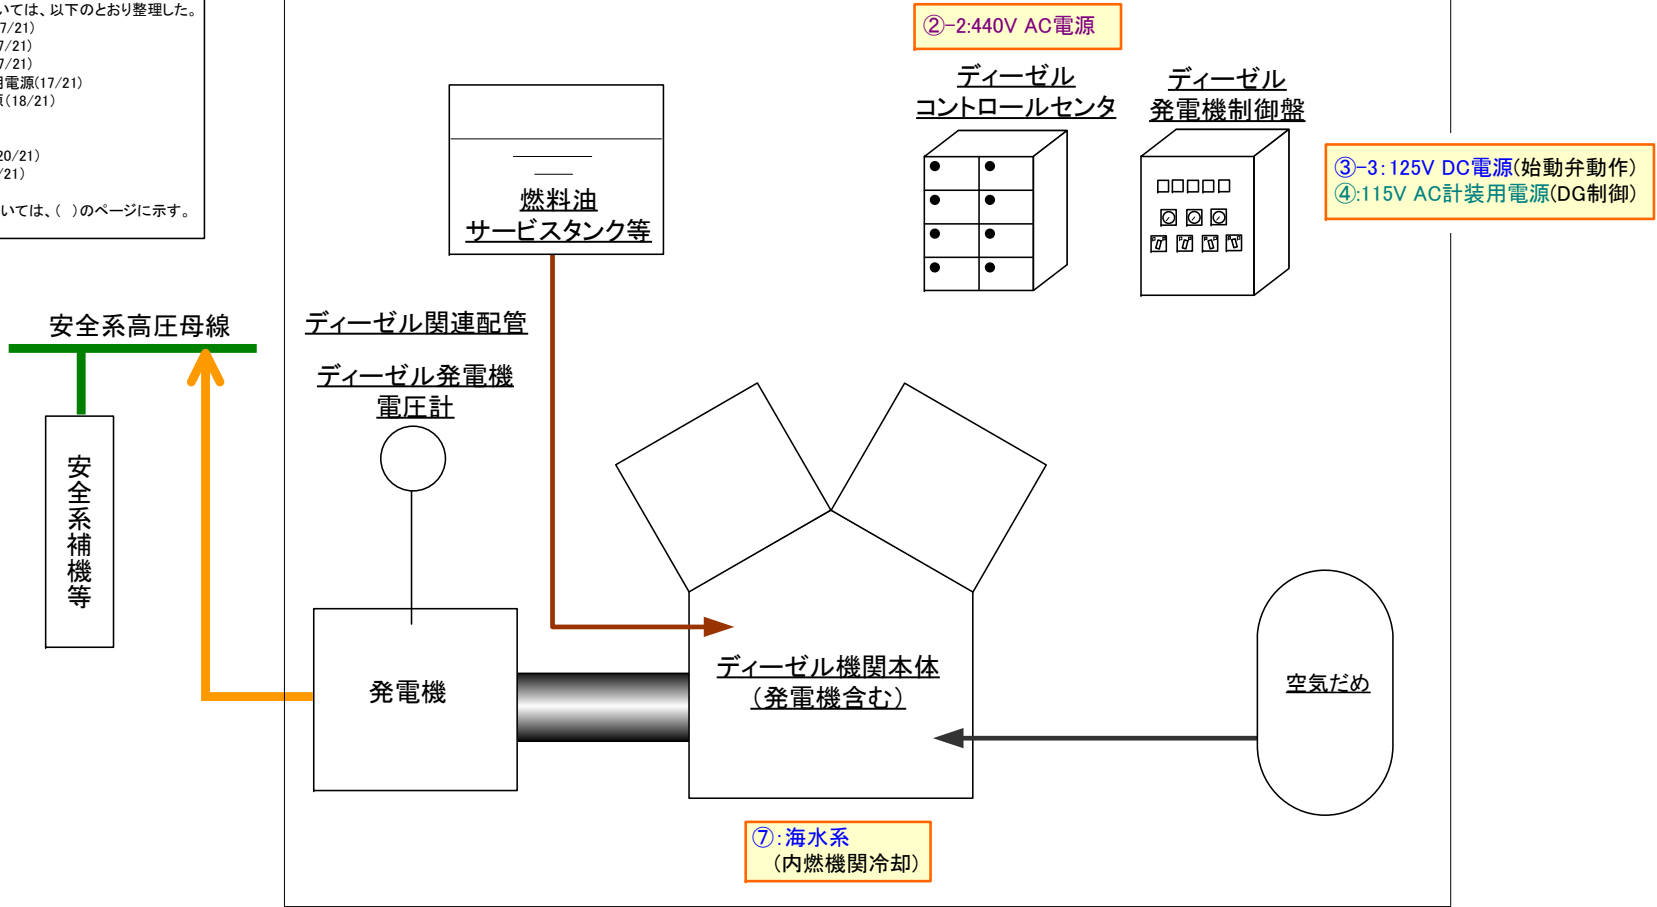 いては、以下のとおり整理した。
7/21)
7/21)
7/21)
用電源(17/21)
源(18/21)
20/21)
/21)
いては、( )のページに示す。
②-2:440V AC電源
ディーゼル
コントロールセンタ
ディーゼル
発電機制御盤
③-3:125V DC電源(始動弁動作)
④:115V AC計装用電源(DG制御)
燃料油
サービスタンク等
安全系高圧母線
ディーゼル関連配管
ディーゼル発電機
電圧計
安全系補機等
発電機
ディーゼル機関本体
(発電機含む)
空気だめ
⑦:海水系
(内燃機関冷却)